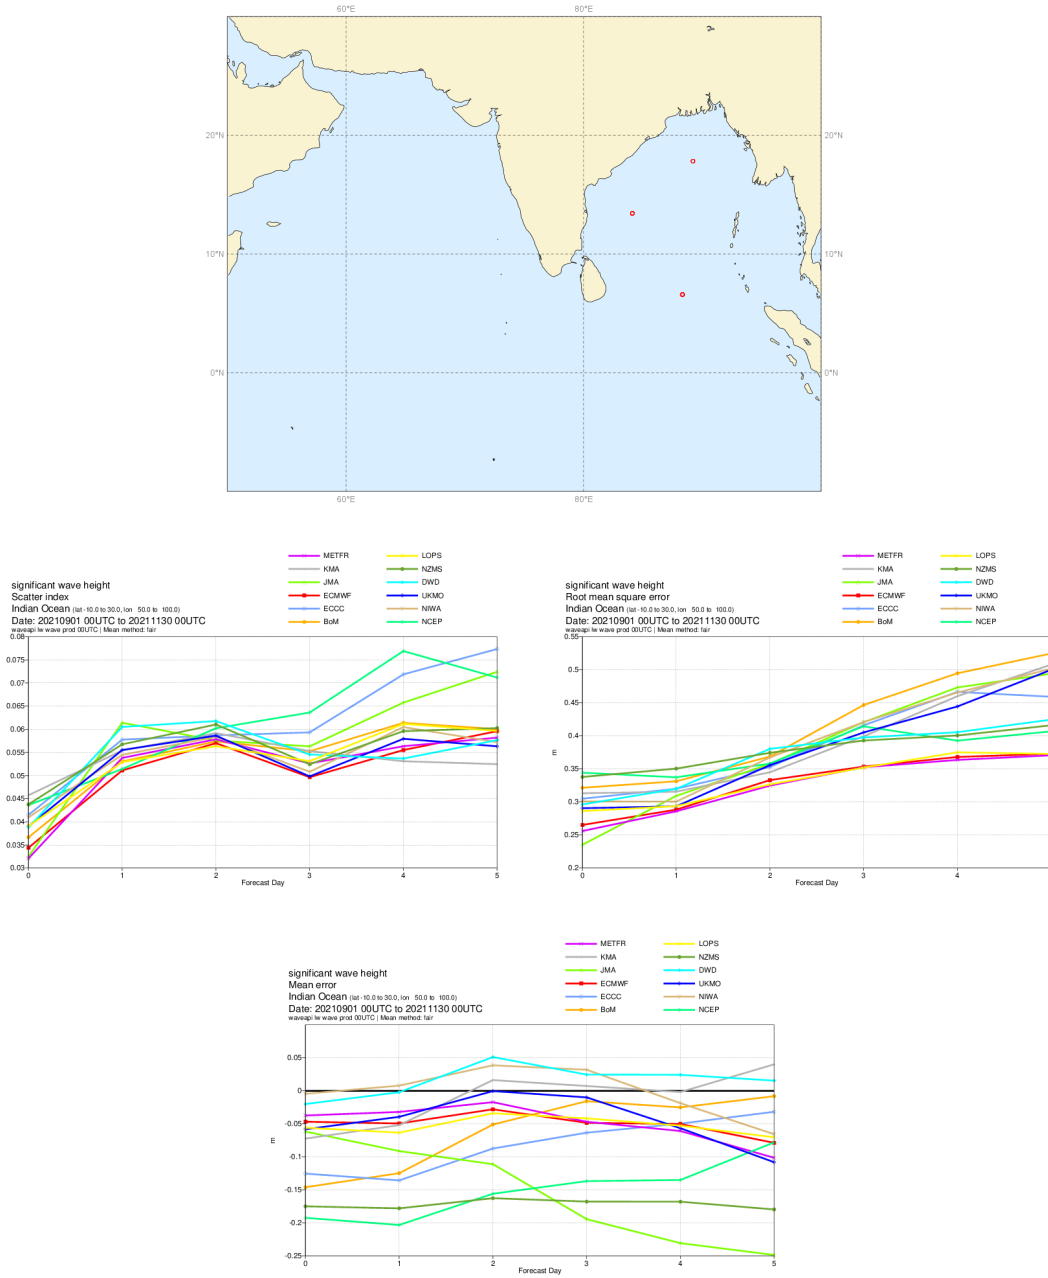 60°E 80°E
20°N 20°N
10°N 10°N
0°N 0°N
60°E 80°E
METFR LOPS
KMA NZMS
JMA DWD
ECMWF UKMO
ECCC NIWA
BoM NCEP
significant wave height
Scatter index
Indian Ocean (lat -10.0 to 30.0, lon 50.0 to 100.0)
Date: 20210901 00UTC to 20211130 00UTC
waveapi lw wave prod 00UTC | Mean method: fair
0.08
0.075
0.07
0.065
0.06
0.055
0.05
0.045
0.04
0.035
0.03
0 1 2 3 4 5
Forecast Day
METFR LOPS
KMA NZMS
JMA DWD
ECMWF UKMO
ECCC NIWA
BoM NCEP
significant wave height
Root mean square error
Indian Ocean (lat -10.0 to 30.0, lon 50.0 to 100.0)
Date: 20210901 00UTC to 20211130 00UTC
waveapi lw wave prod 00UTC | Mean method: fair
0.55
0.5
0.45
0.4
0.35
0.3
0.25
0.2
m
0 1 2 3 4
Forecast Day
METFR LOPS
KMA NZMS
JMA DWD
ECMWF UKMO
ECCC NIWA
BoM NCEP
significant wave height
Mean error
Indian Ocean (lat -10.0 to 30.0, lon 50.0 to 100.0)
Date: 20210901 00UTC to 20211130 00UTC
waveapi lw wave prod 00UTC | Mean method: fair
0.05
0
-0.05
-0.1
-0.15
-0.2
-0.25
m
0 1 2 3 4 5
Forecast Day